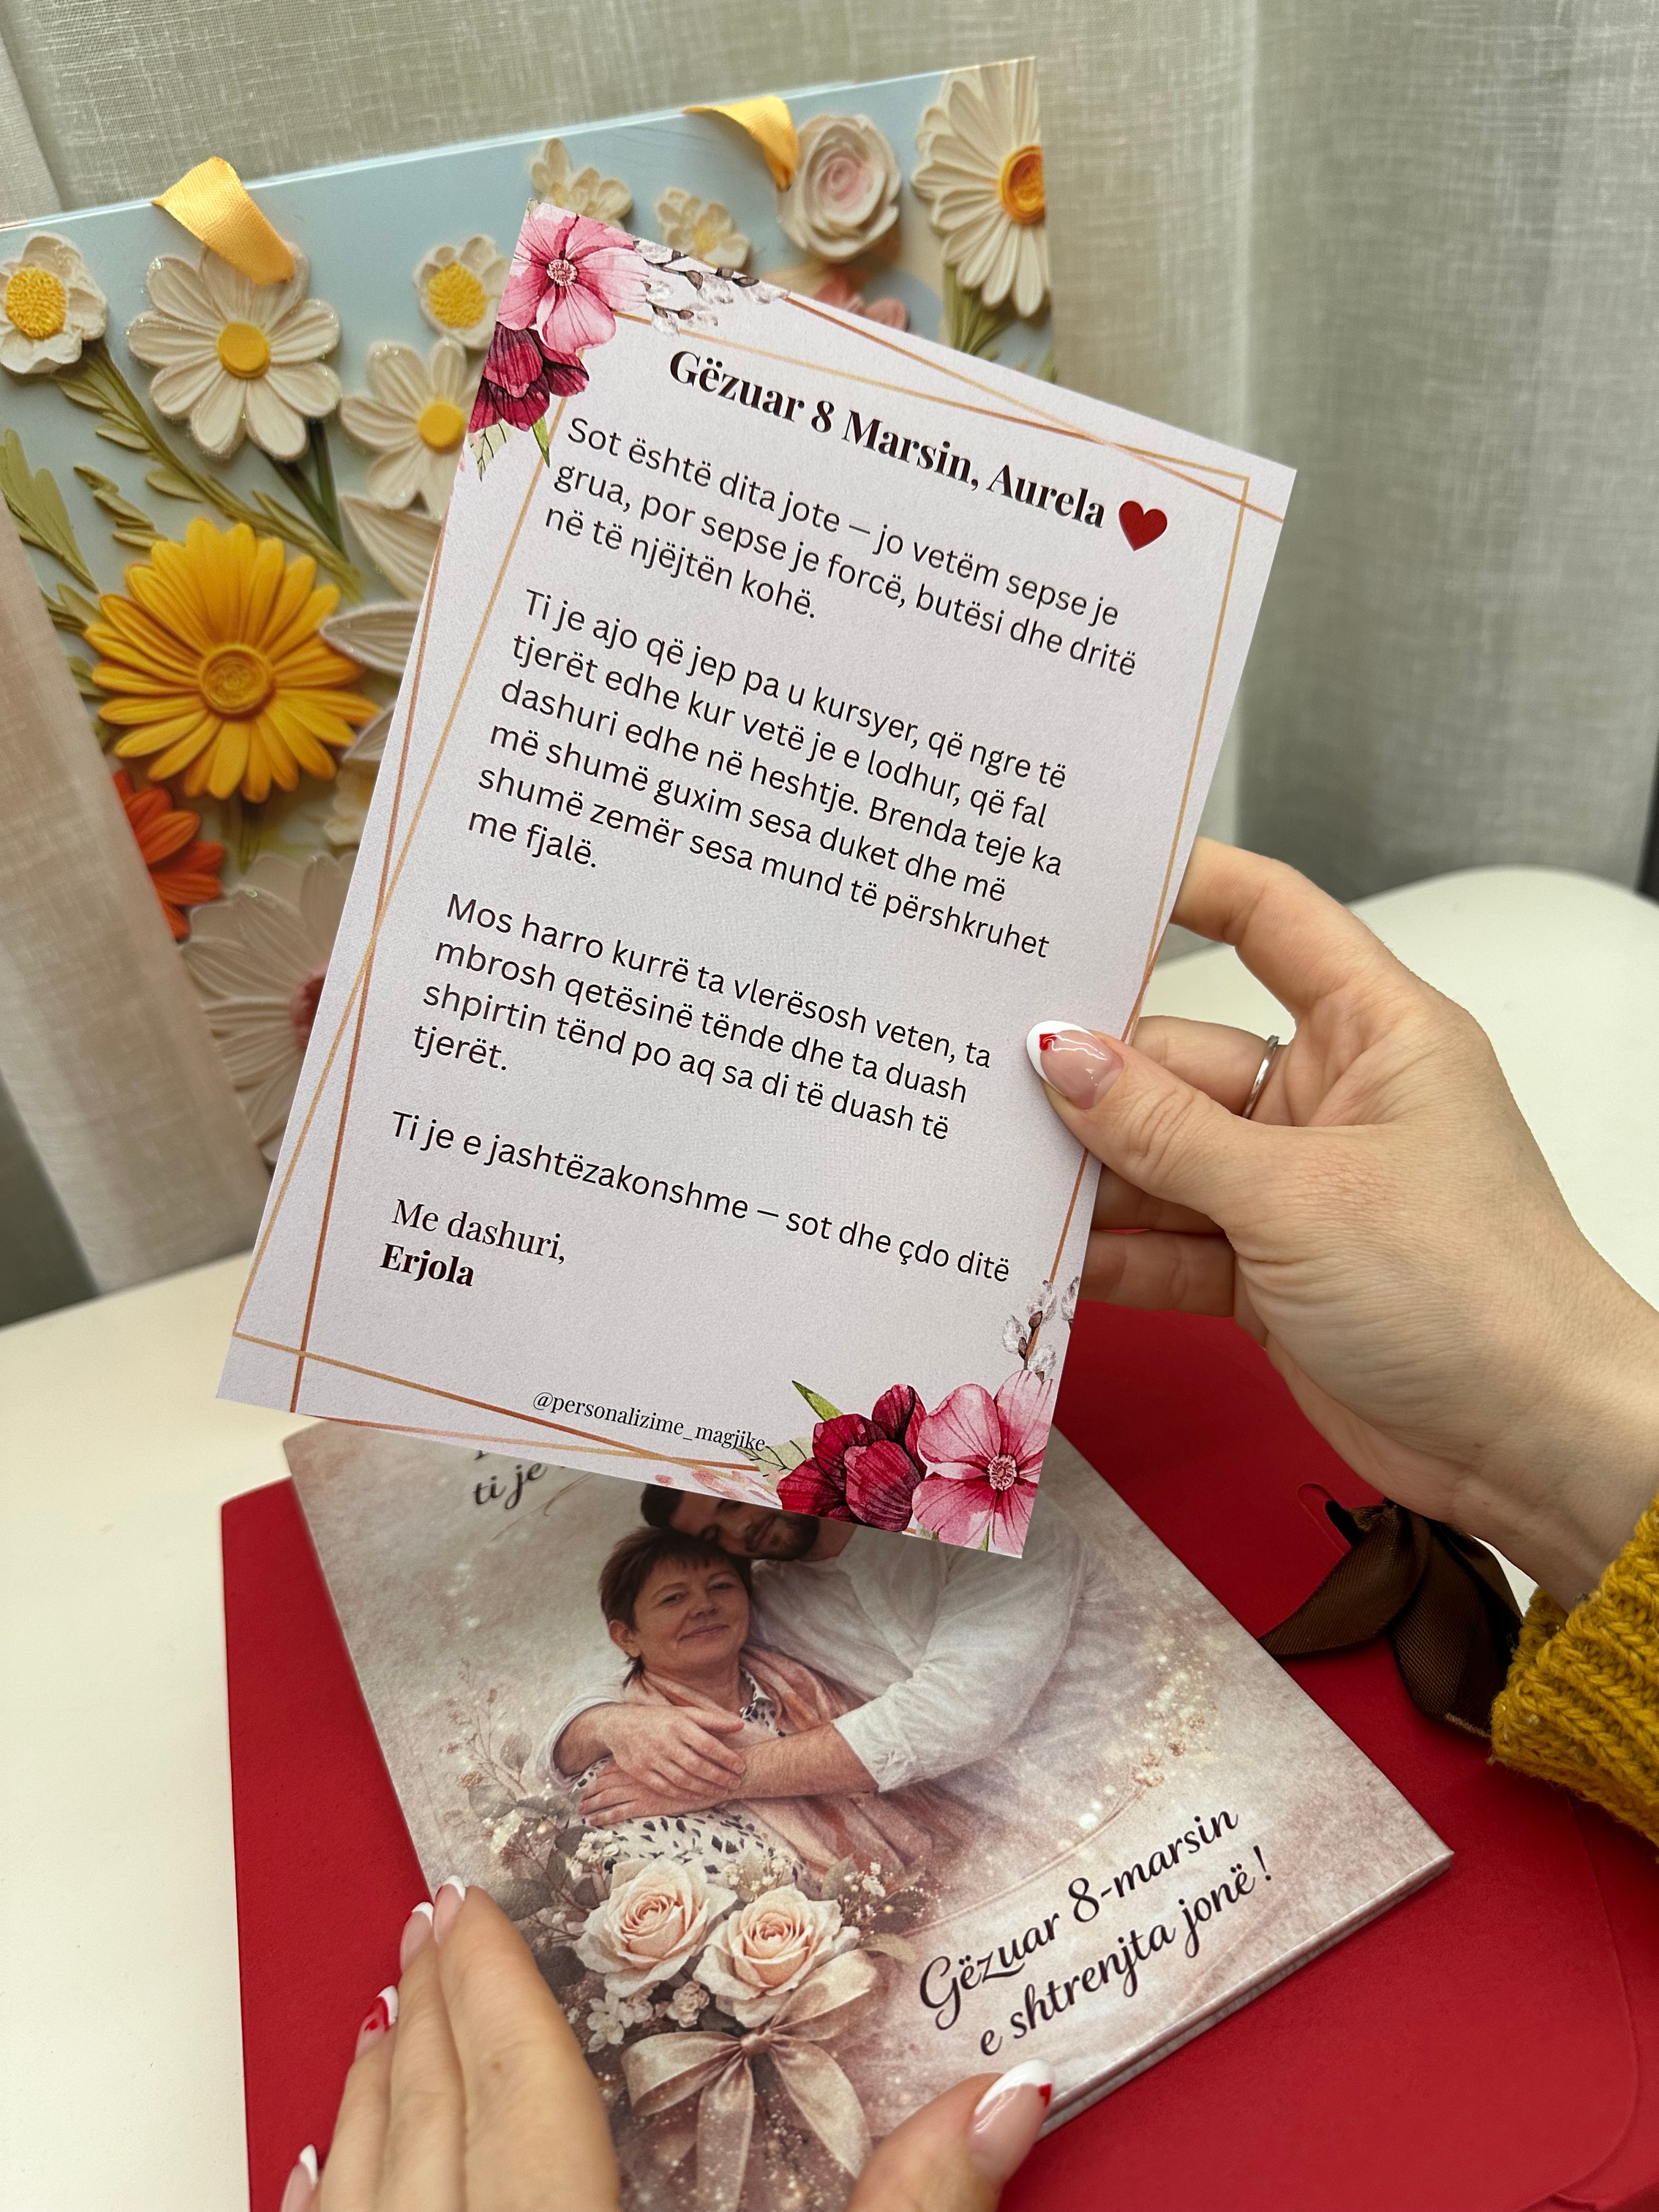 Gëzuar 8 Marsin, Aurela ❤
Sot është dita jote — jo vetëm sepse je
grua, por sepse je forcë, butësi dhe dritë
në të njëjtën kohë.
Ti je ajo që jep pa u kursyer, që ngre të
tjerët edhe kur vetë je e lodhur, që fal
dashuri edhe në heshtje. Brenda teje ka
më shumë guxim sesa duket dhe më
shumë zemër sesa mund të përshkruhet
me fjalë.
Mos harro kurrë ta vlerësosh veten, ta
mbrosh qetësinë tënde dhe ta duash
shpirtin tënd po aq sa di të duash të
tjerët.
Ti je e jashtëzakonshme — sot dhe çdo ditë
Me dashuri,
Erjola
@personalizime_magjike
ti je
Gëzuar 8-marsin
e shtrenjta jonë !